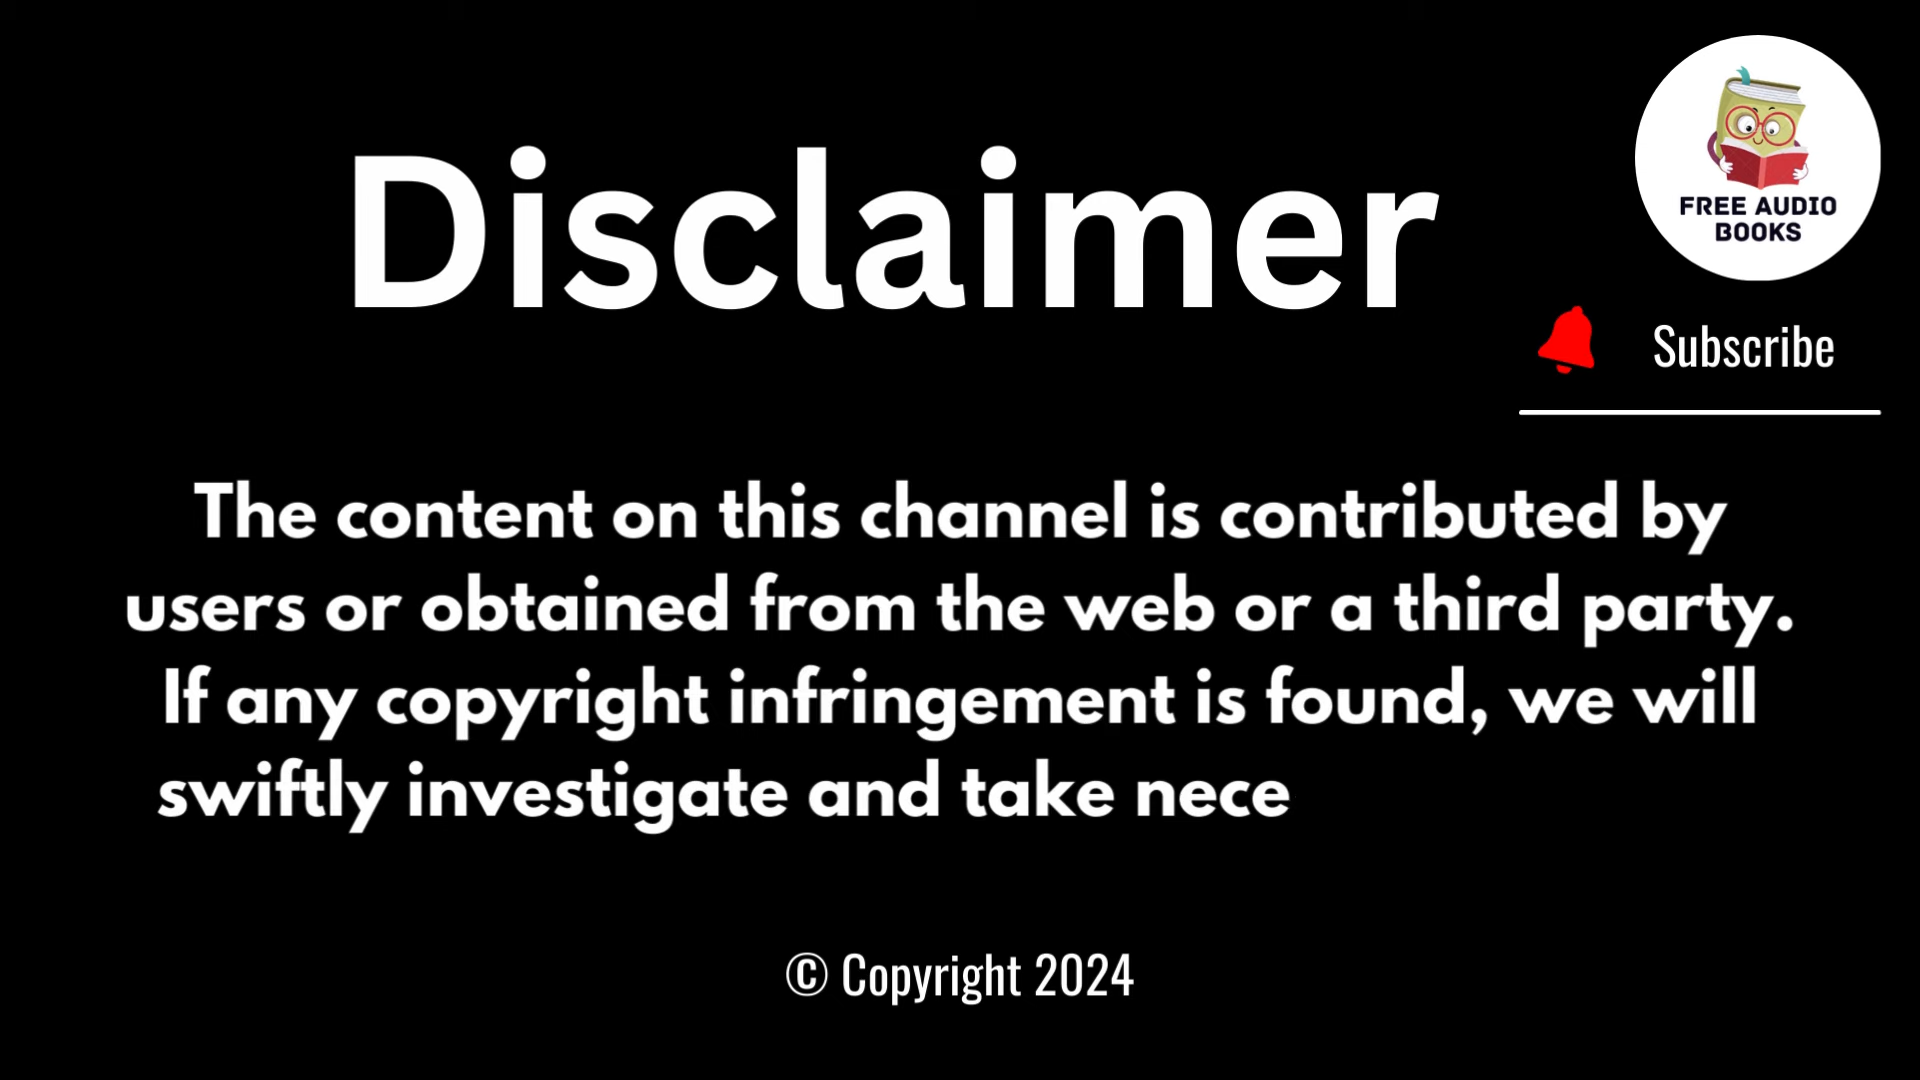 Disclaimer
FREE AUDIO
BOOKS
Subscribe
The content on this channel is contributed by
users or obtained from the web or a third party.
If any copyright infringement is found, we will
swiftly investigate and take nece
© Copyright 2024